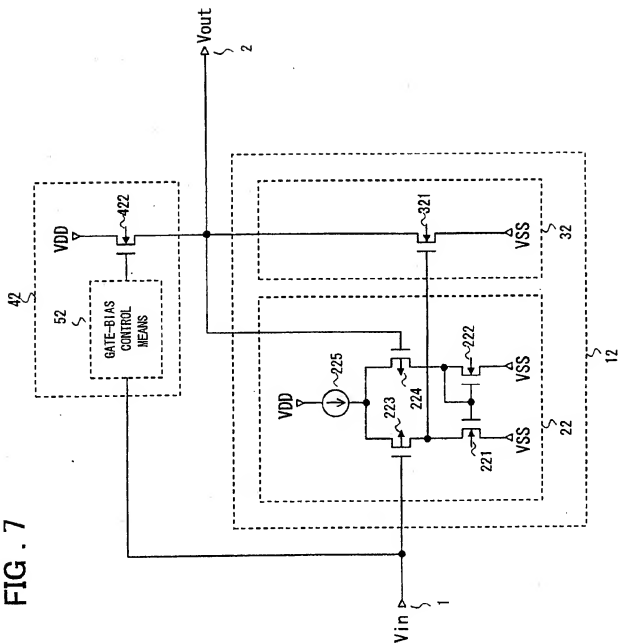 FIG. 7
42
VDD
52
GATE-BIAS
CONTROL
MEANS
422
Vout
2
VDD
225
223
224
222
221
VSS
VSS
22
321
VSS
32
12
Vin
1